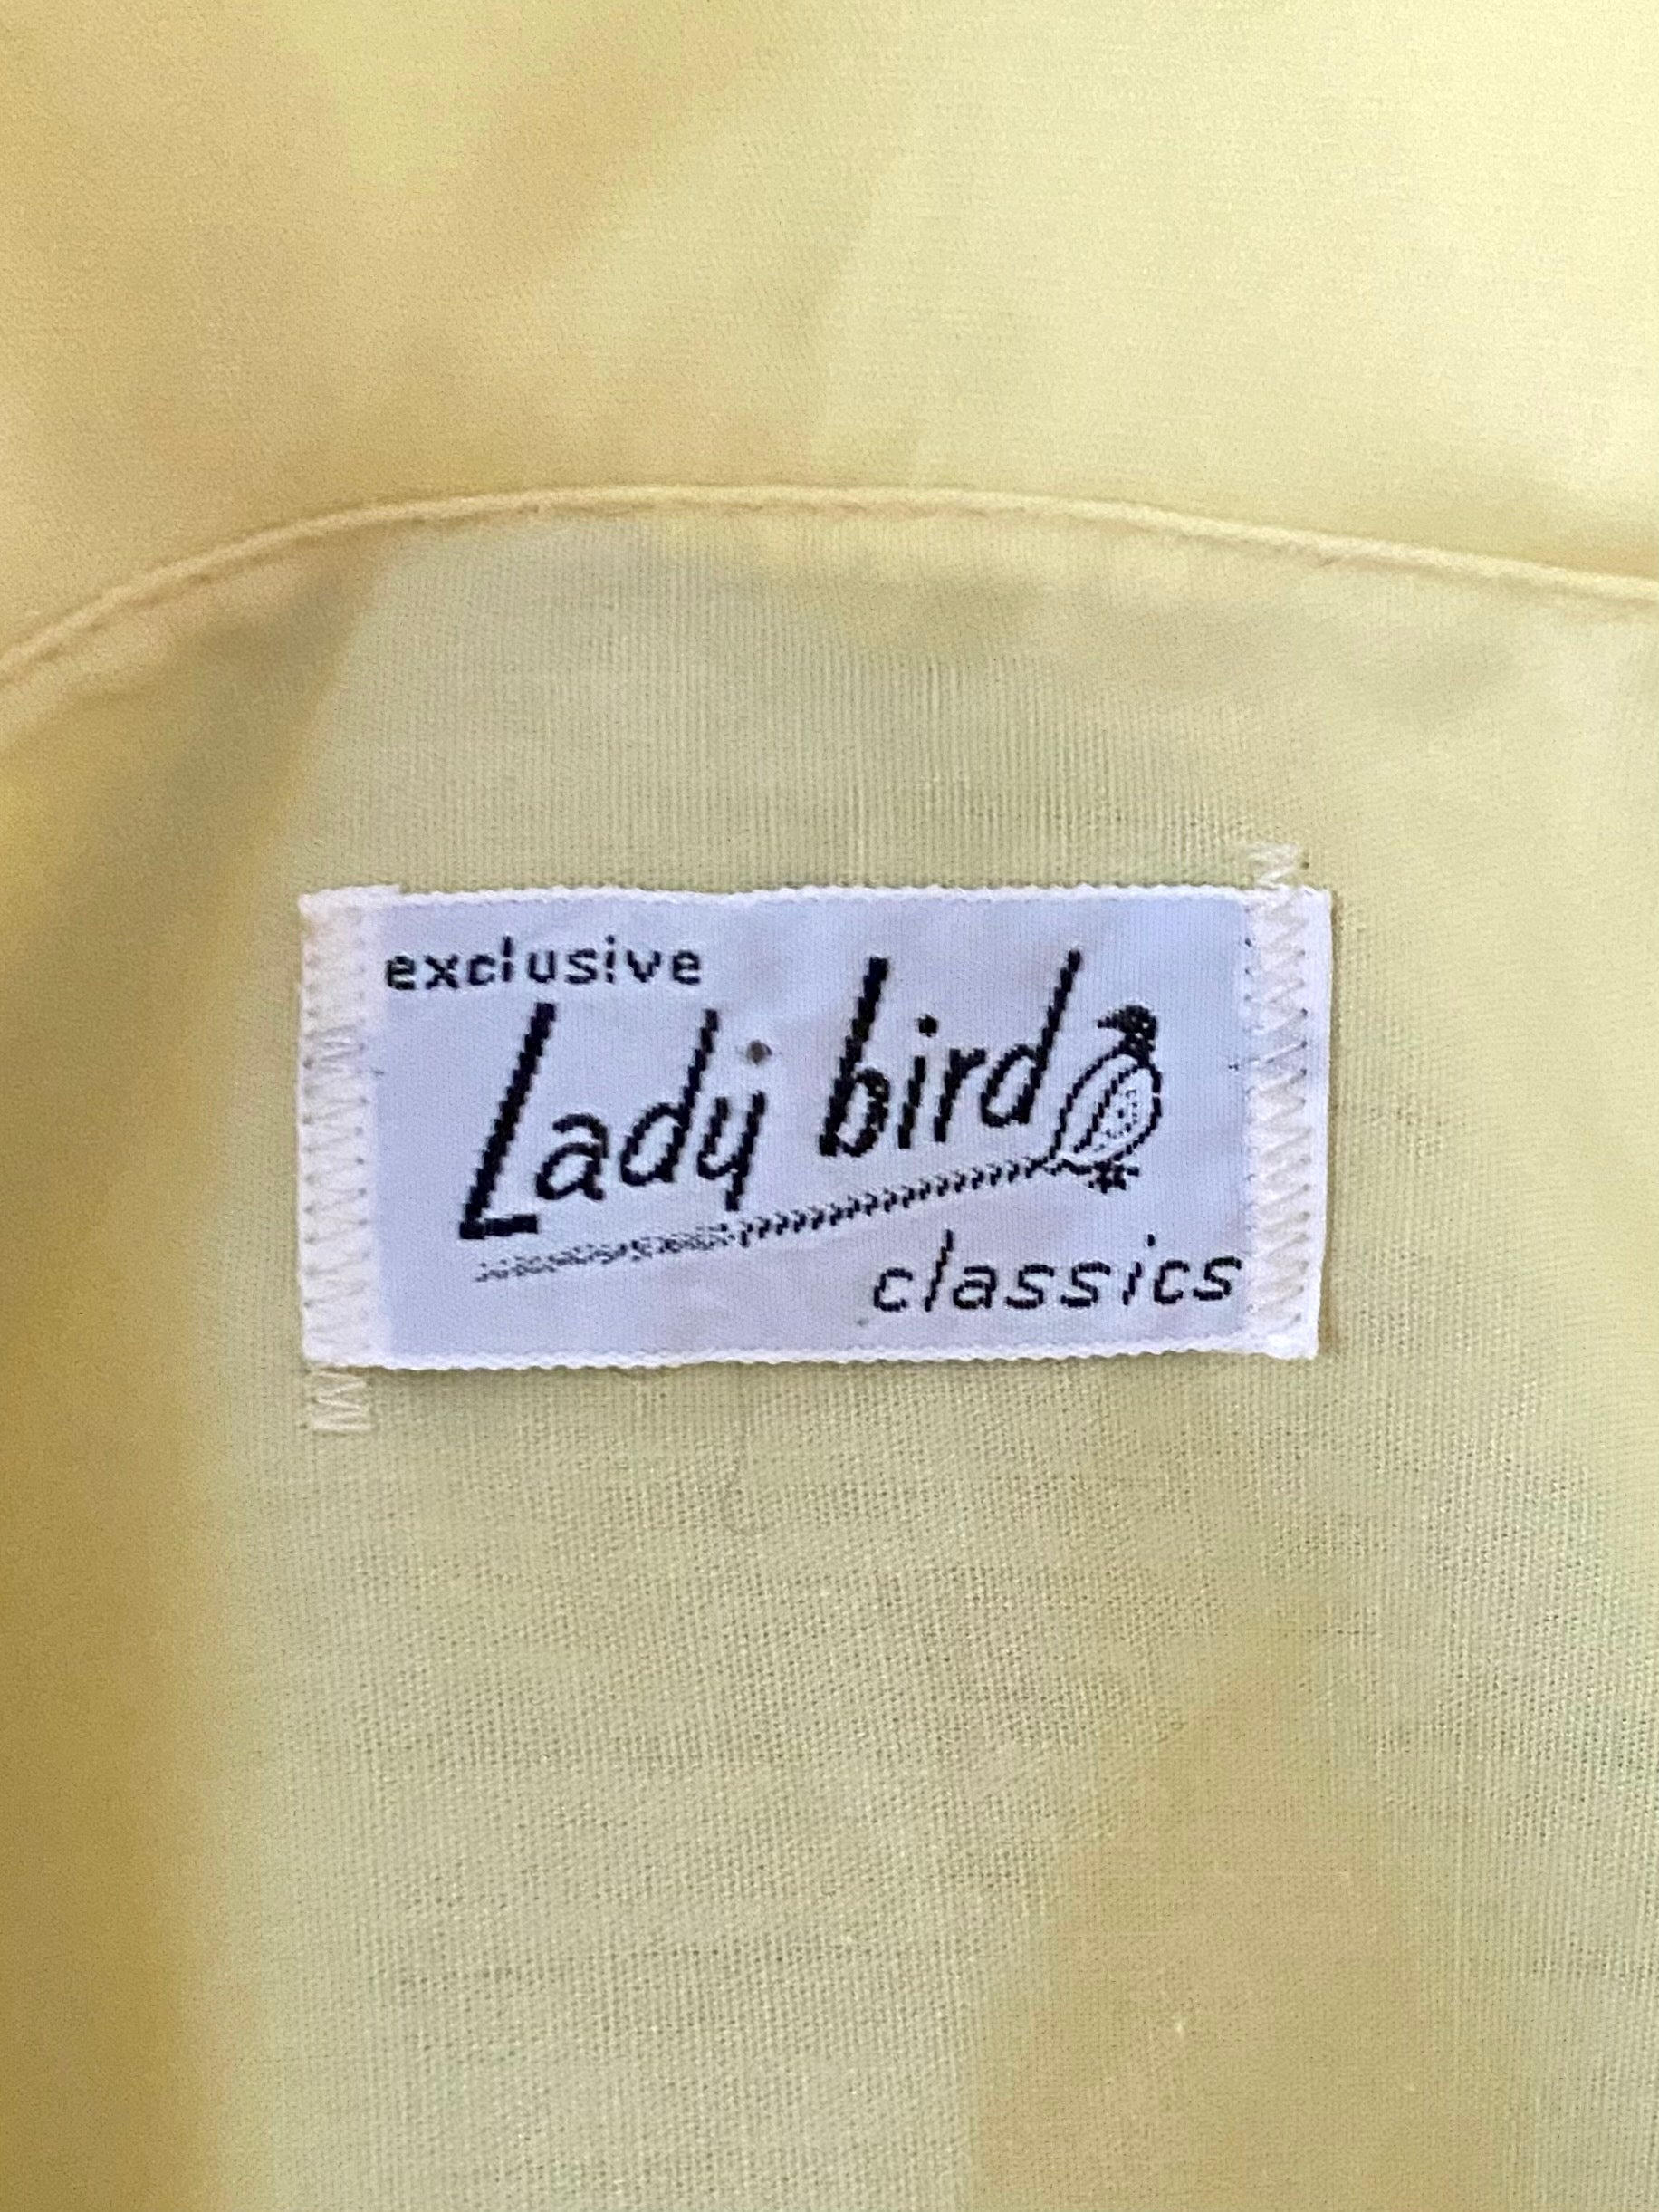 exclusive
Lady bird
classics